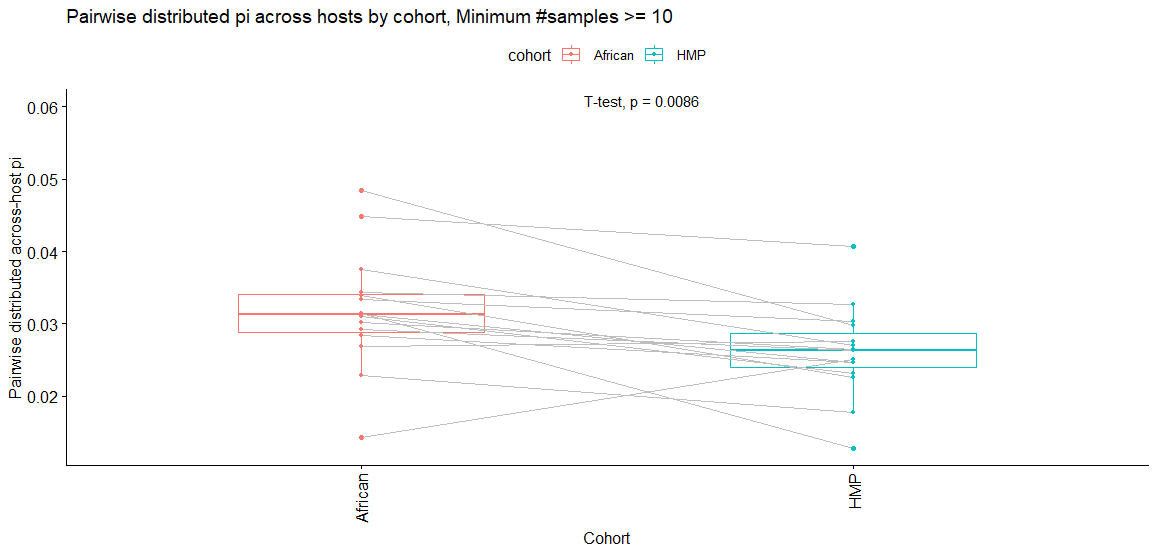 Pairwise distributed pi across hosts by cohort, Minimum #samples >= 10
cohort African HMP
T-test, p = 0.0086
Pairwise distributed across-host pi
0.06
0.05
0.04
0.03
0.02
African
HMP
Cohort